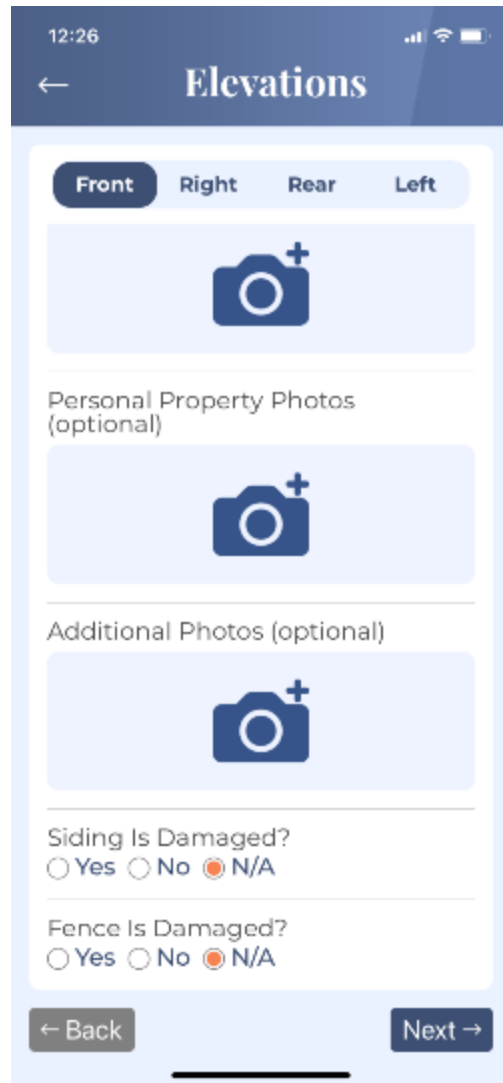 12:26
← Elevations
Front Right Rear Left
Personal Property Photos
(optional)
Additional Photos (optional)
Siding Is Damaged?
Yes No N/A
Fence Is Damaged?
Yes No N/A
← Back Next →